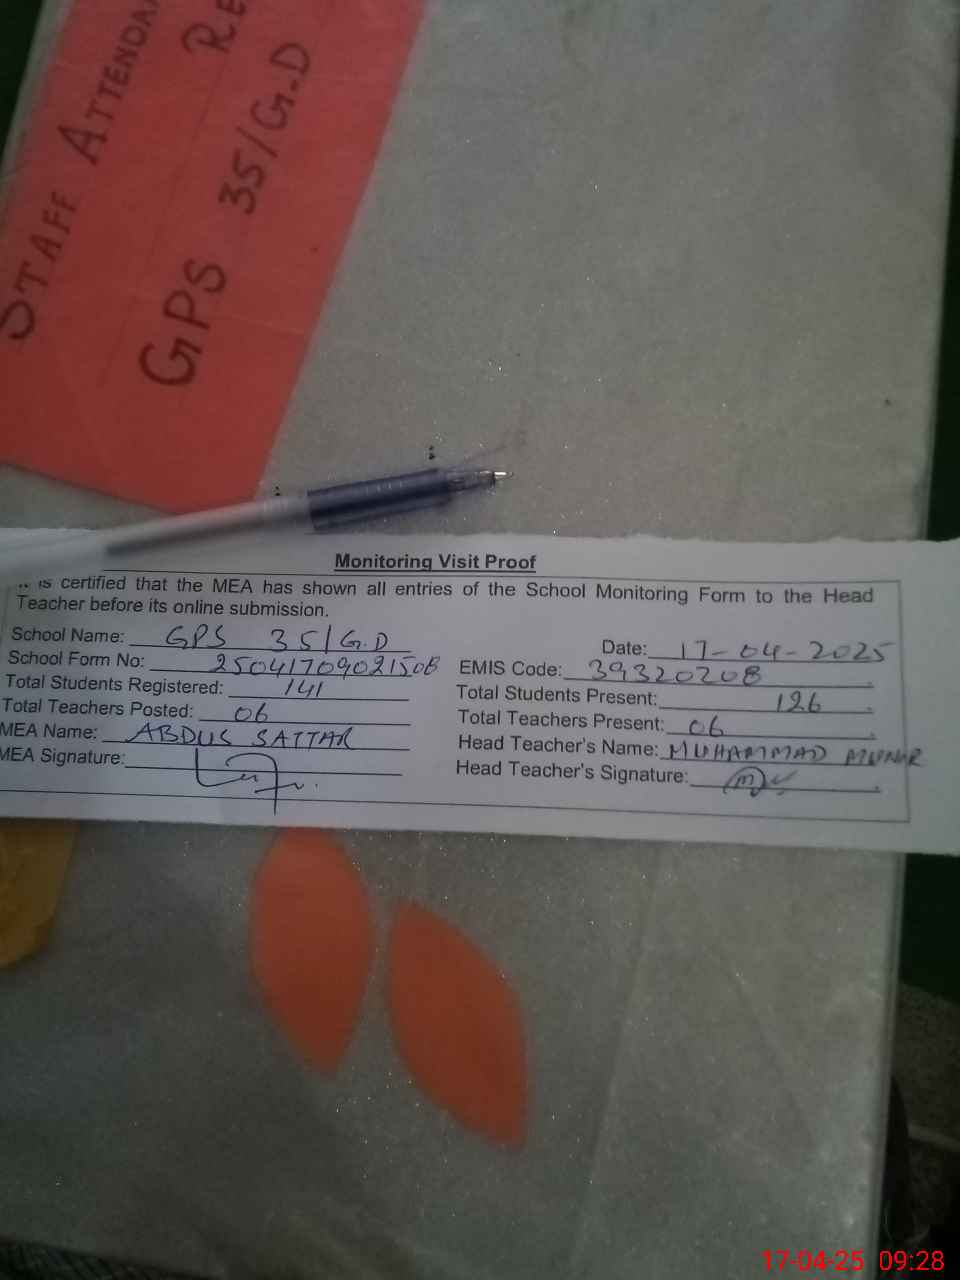 STAFF ATTENDA
RE
GPS 35/G.D
Monitoring Visit Proof
is certified that the MEA has shown all entries of the School Monitoring Form to the Head
Teacher before its online submission.
School Name: GPS 35/G.D
Date: 17-04-2025
School Form No: 25041709021508
EMIS Code: 39320208
Total Students Registered: 141
Total Students Present: 126
Total Teachers Posted: 06
Total Teachers Present: 06
MEA Name: ABDUS SATTAR
Head Teacher's Name: MUHAMMAD MUNIR
MEA Signature:
Head Teacher's Signature:
17-04-25 09:28